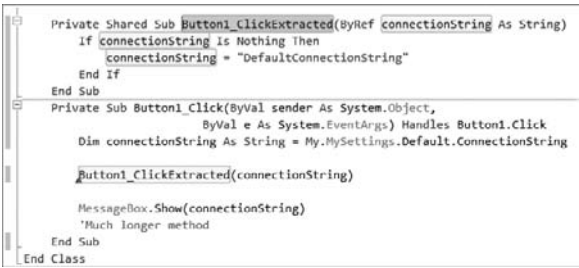 Private Shared Sub Button1_ClickExtracted(ByRef connectionString As String)
If connectionString Is Nothing Then
connectionString = "DefaultConnectionString"
End If
End Sub
Private Sub Button1_Click(ByVal sender As System.Object,
ByVal e As System.EventArgs) Handles Button1.Click
Dim connectionString As String = My.MySettings.Default.ConnectionString
Button1_ClickExtracted(connectionString)
MessageBox.Show(connectionString)
'Much longer method
End Sub
End Class